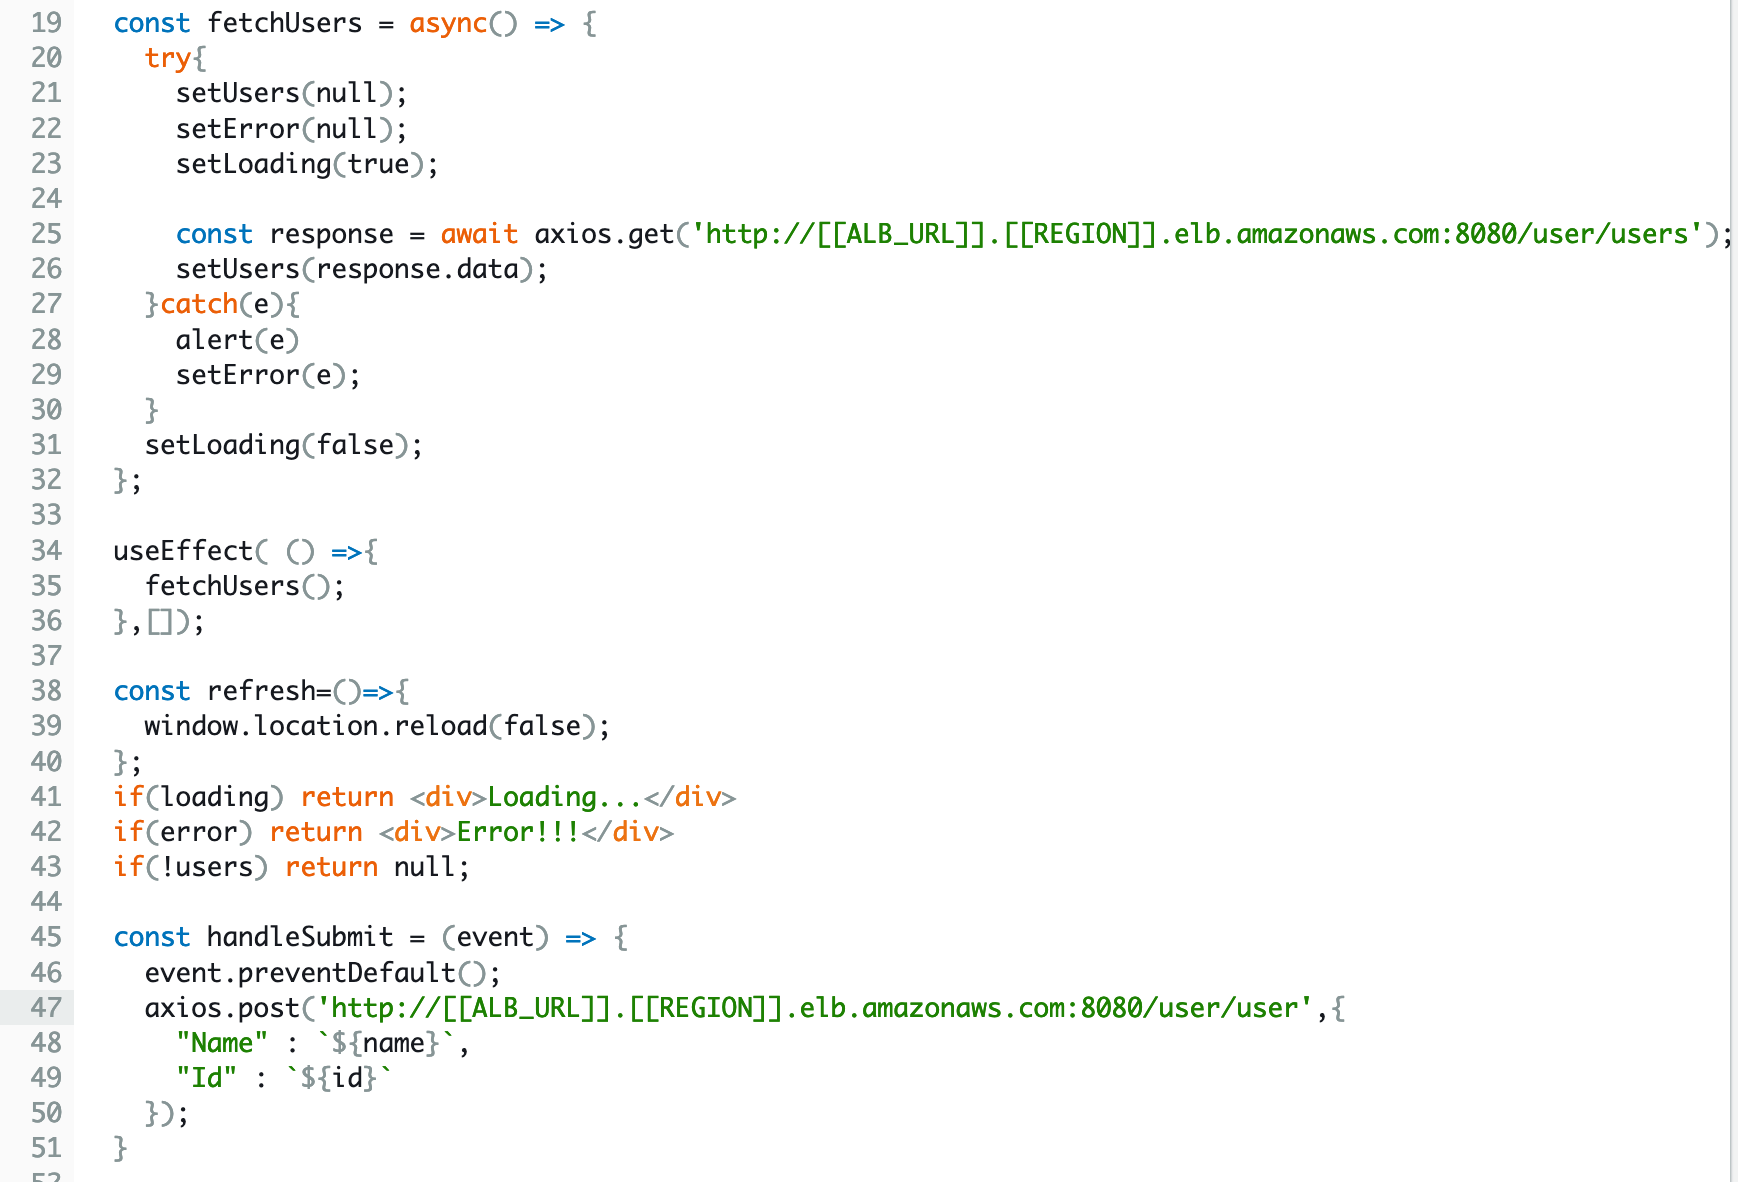 19 const fetchUsers = async() => {
20 try{
21 setUsers(null);
22 setError(null);
23 setLoading(true);
24
25 const response = await axios.get('http://[[ALB_URL]].[[REGION]].elb.amazonaws.com:8080/user/users');
26 setUsers(response.data);
27 }catch(e){
28 alert(e)
29 setError(e);
30 }
31 setLoading(false);
32 };
33
34 useEffect( () =>{
35 fetchUsers();
36 },[]);
37
38 const refresh=()=>{
39 window.location.reload(false);
40 };
41 if(loading) return <div>Loading...</div>
42 if(error) return <div>Error!!!</div>
43 if(!users) return null;
44
45 const handleSubmit = (event) => {
46 event.preventDefault();
47 axios.post('http://[[ALB_URL]].[[REGION]].elb.amazonaws.com:8080/user/user',{
48 "Name" : `${name}`,
49 "Id" : `${id}`
50 });
51 }